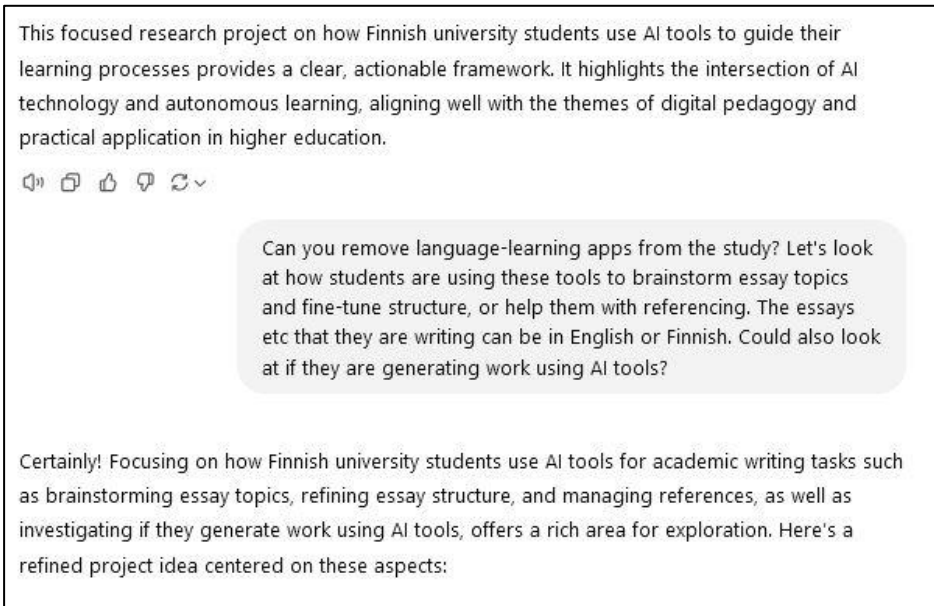 This focused research project on how Finnish university students use AI tools to guide their
learning processes provides a clear, actionable framework. It highlights the intersection of AI
technology and autonomous learning, aligning well with the themes of digital pedagogy and
practical application in higher education.
Can you remove language-learning apps from the study? Let's look
at how students are using these tools to brainstorm essay topics
and fine-tune structure, or help them with referencing. The essays
etc that they are writing can be in English or Finnish. Could also look
at if they are generating work using AI tools?
Certainly! Focusing on how Finnish university students use AI tools for academic writing tasks such
as brainstorming essay topics, refining essay structure, and managing references, as well as
investigating if they generate work using AI tools, offers a rich area for exploration. Here's a
refined project idea centered on these aspects: